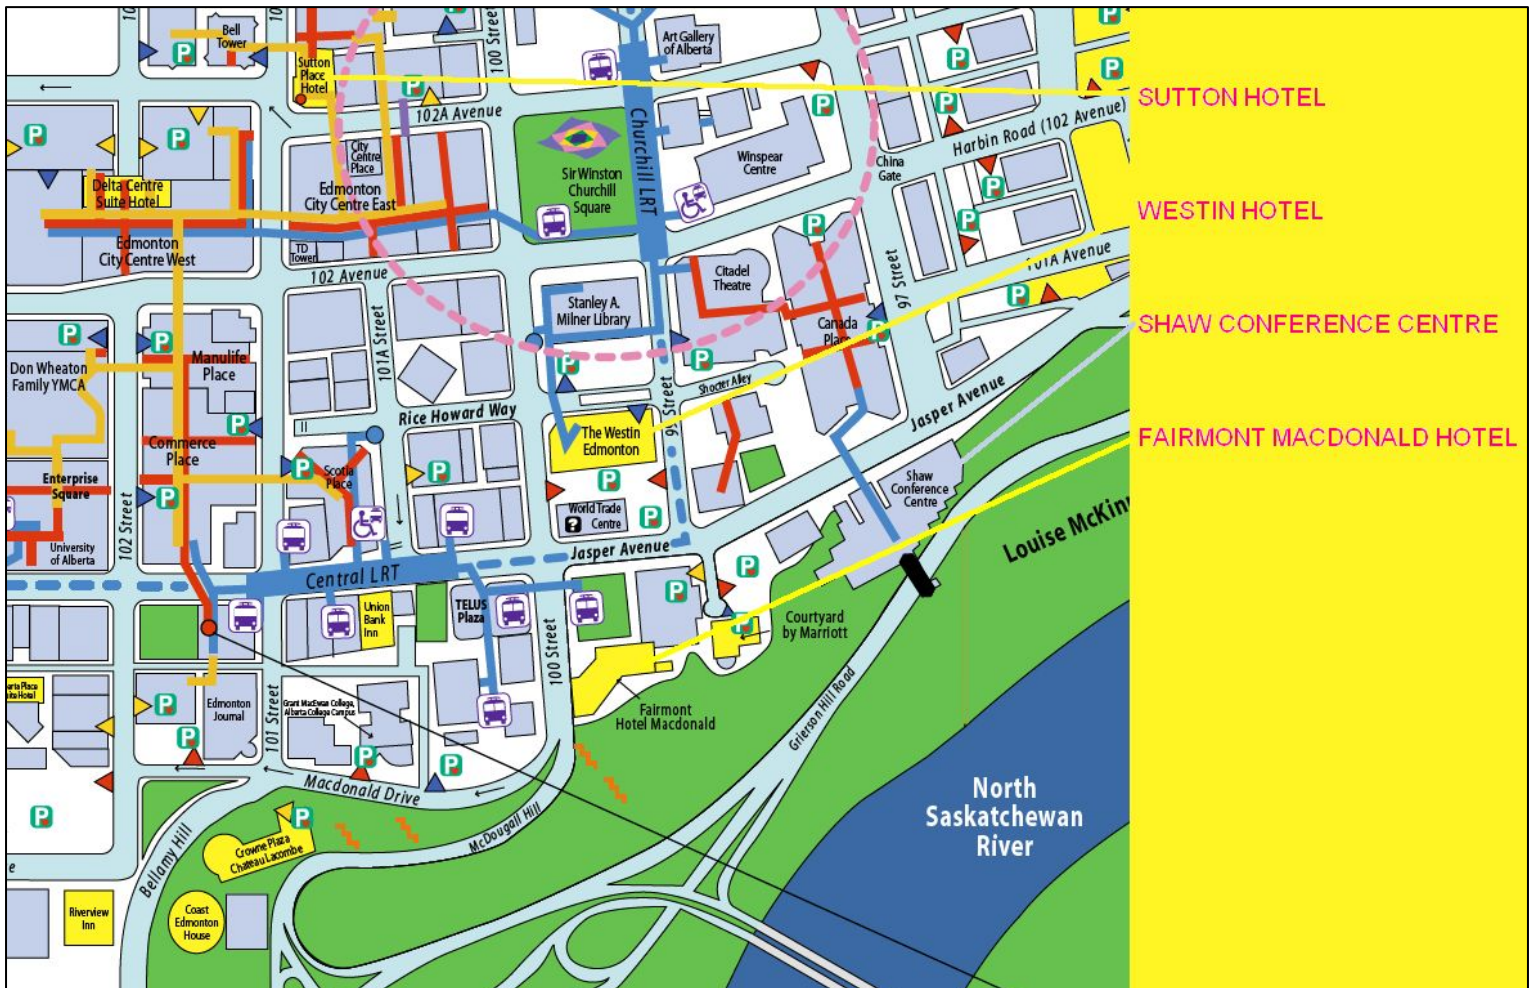 Bell
Tower
100 Street
Art Gallery
of Alberta
Sutton
Place
Hotel
102A Avenue
Churchill LRT
SUTTON HOTEL
Harbin Road (102 Avenue)
City
Centre
Place
Winspear
Centre
China
Gate
Sir Winston
Churchill
Square
Delta Centre
Suite Hotel
Edmonton
City Centre East
WESTIN HOTEL
Edmonton
City Centre West
TD
Tower
102 Avenue
101A Avenue
97 Street
Citadel
Theatre
Stanley A.
Milner Library
Canada
101A Street
SHAW CONFERENCE CENTRE
Don Wheaton
Family YMCA
Manulife
Place
Shocter Alley
Rice Howard Way
Jasper Avenue
The Westin
Edmonton
FAIRMONT MACDONALD HOTEL
Commerce
Place
Scotia
Place
Enterprise
Square
Shaw
Conference
Centre
World Trade
Centre
?
102 Street
University
of Alberta
Jasper Avenue
Louise McKin
Central LRT
Union
Bank
Inn
TELUS
Plaza
Courtyard
by Marriott
100 Street
Edmonton
Journal
101 Street
Grant MacEwan College,
Alberta College Campus
Fairmont
Hotel Macdonald
Grierson Hill Road
Macdonald Drive
McDougall Hill
North
Saskatchewan
River
Bellamy Hill
Crowne Plaza
Chateau Lacombe
Riverview
Inn
Coast
Edmonton
House